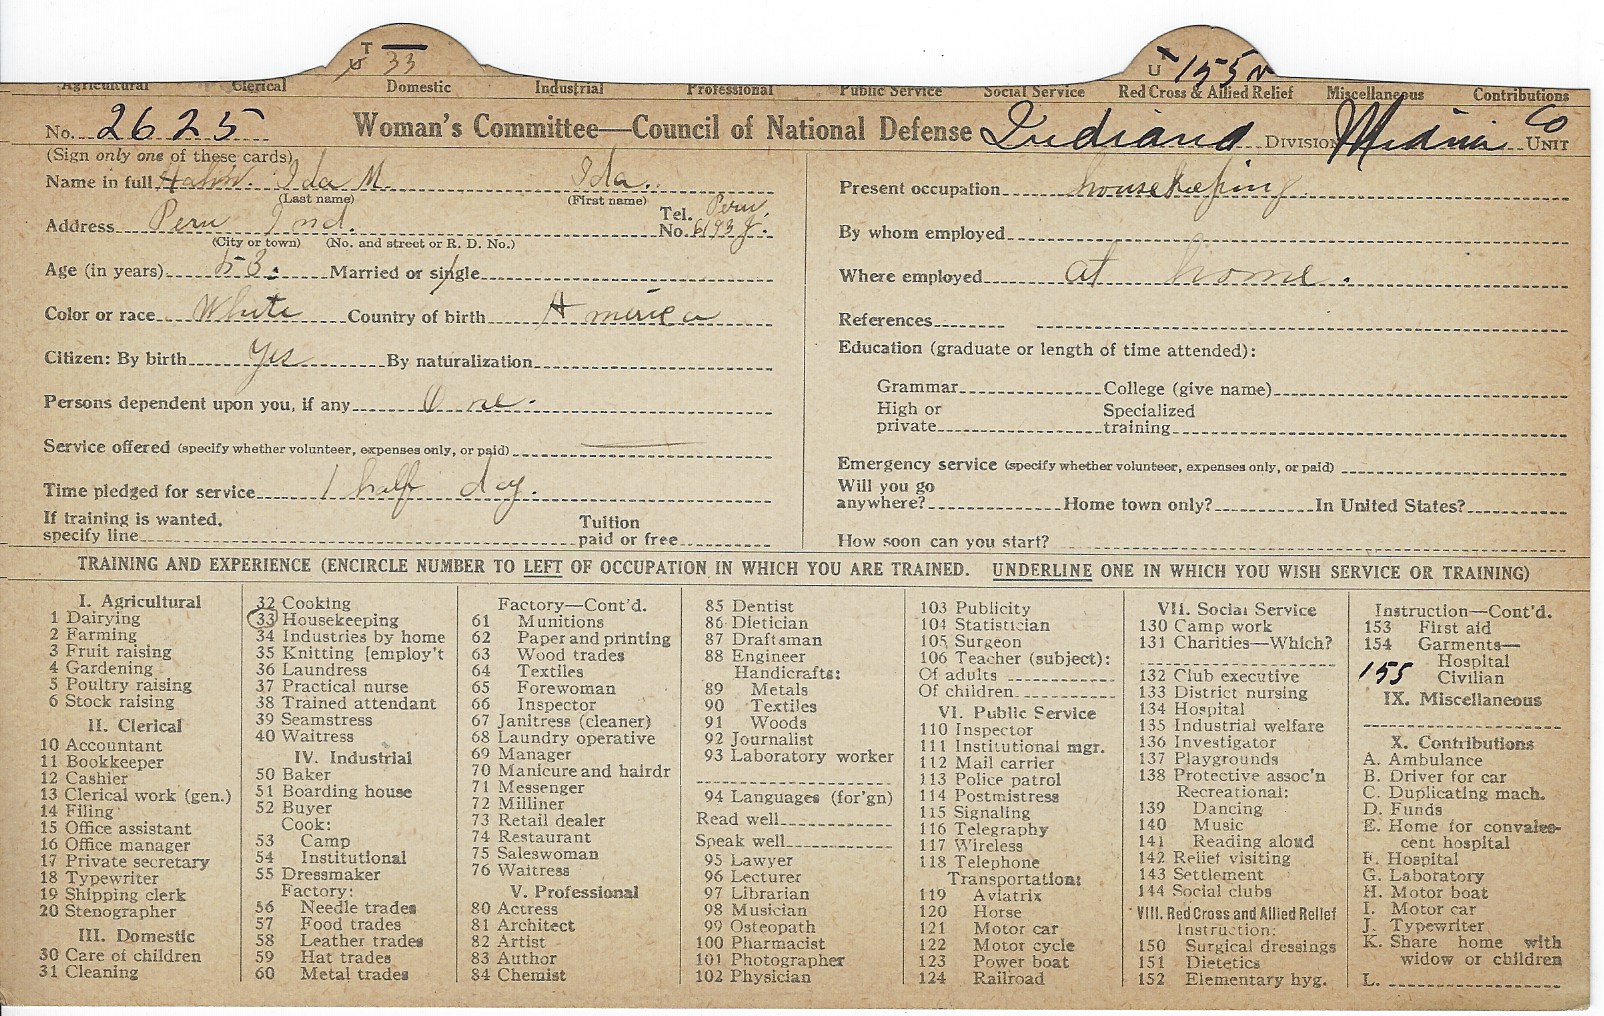 T
U 33
T
U 155
Agricultural Clerical Domestic Industrial Professional Public Service Social Service Red Cross & Allied Relief Miscellaneous Contributions
No. 2625 Woman's Committee—Council of National Defense Indiana Division Miami Co Unit
(Sign only one of these cards)
Name in full Hahn. Ida M. Ida.
(Last name) (First name)
Address Peru Ind. Tel. No. Peru,
(City or town) (No. and street or R. D. No.)
Age (in years) 53. Married or single
Color or race White Country of birth America
Citizen: By birth Yes By naturalization
Persons dependent upon you, if any One.
Service offered (specify whether volunteer, expenses only, or paid) —
Time pledged for service 1 half day.
If training is wanted,
specify line
Tuition
paid or free
Present occupation housekeeping.
By whom employed
Where employed at home.
References
Education (graduate or length of time attended):
Grammar College (give name)
High or
private
Specialized
training
Emergency service (specify whether volunteer, expenses only, or paid)
Will you go
anywhere? Home town only? In United States?
How soon can you start?
TRAINING AND EXPERIENCE (ENCIRCLE NUMBER TO LEFT OF OCCUPATION IN WHICH YOU ARE TRAINED. UNDERLINE ONE IN WHICH YOU WISH SERVICE OR TRAINING)
I. Agricultural
1 Dairying
2 Farming
3 Fruit raising
4 Gardening
5 Poultry raising
6 Stock raising
II. Clerical
10 Accountant
11 Bookkeeper
12 Cashier
13 Clerical work (gen.)
14 Filing
15 Office assistant
16 Office manager
17 Private secretary
18 Typewriter
19 Shipping clerk
20 Stenographer
III. Domestic
30 Care of children
31 Cleaning
32 Cooking
33 Housekeeping
34 Industries by home
35 Knitting [employ't
36 Laundress
37 Practical nurse
38 Trained attendant
39 Seamstress
40 Waitress
IV. Industrial
50 Baker
51 Boarding house
52 Buyer
Cook:
53 Camp
54 Institutional
55 Dressmaker
Factory:
56 Needle trades
57 Food trades
58 Leather trades
59 Hat trades
60 Metal trades
Factory—Cont'd.
61 Munitions
62 Paper and printing
63 Wood trades
64 Textiles
65 Forewoman
66 Inspector
67 Janitress (cleaner)
68 Laundry operative
69 Manager
70 Manicure and hairdr
71 Messenger
72 Milliner
73 Retail dealer
74 Restaurant
75 Saleswoman
76 Waitress
V. Professional
80 Actress
81 Architect
82 Artist
83 Author
84 Chemist
85 Dentist
86 Dietician
87 Draftsman
88 Engineer
Handicrafts:
89 Metals
90 Textiles
91 Woods
92 Journalist
93 Laboratory worker
94 Languages (for'gn)
Read well
Speak well
95 Lawyer
96 Lecturer
97 Librarian
98 Musician
99 Osteopath
100 Pharmacist
101 Photographer
102 Physician
103 Publicity
104 Statistician
105 Surgeon
106 Teacher (subject):
Of adults
Of children
VI. Public Service
110 Inspector
111 Institutional mgr.
112 Mail carrier
113 Police patrol
114 Postmistress
115 Signaling
116 Telegraphy
117 Wireless
118 Telephone
Transportation:
119 Aviatrix
120 Horse
121 Motor car
122 Motor cycle
123 Power boat
124 Railroad
VII. Social Service
130 Camp work
131 Charities—Which?
132 Club executive
133 District nursing
134 Hospital
135 Industrial welfare
136 Investigator
137 Playgrounds
138 Protective assoc'n
Recreational:
139 Dancing
140 Music
141 Reading aloud
142 Relief visiting
143 Settlement
144 Social clubs
VIII. Red Cross and Allied Relief
Instruction:
150 Surgical dressings
151 Dietetics
152 Elementary hyg.
Instruction—Cont'd.
153 First aid
154 Garments—
Hospital
155 Civilian
IX. Miscellaneous
X. Contributions
A. Ambulance
B. Driver for car
C. Duplicating mach.
D. Funds
E. Home for convales-
cent hospital
F. Hospital
G. Laboratory
H. Motor boat
I. Motor car
J. Typewriter
K. Share home with
widow or children
L.